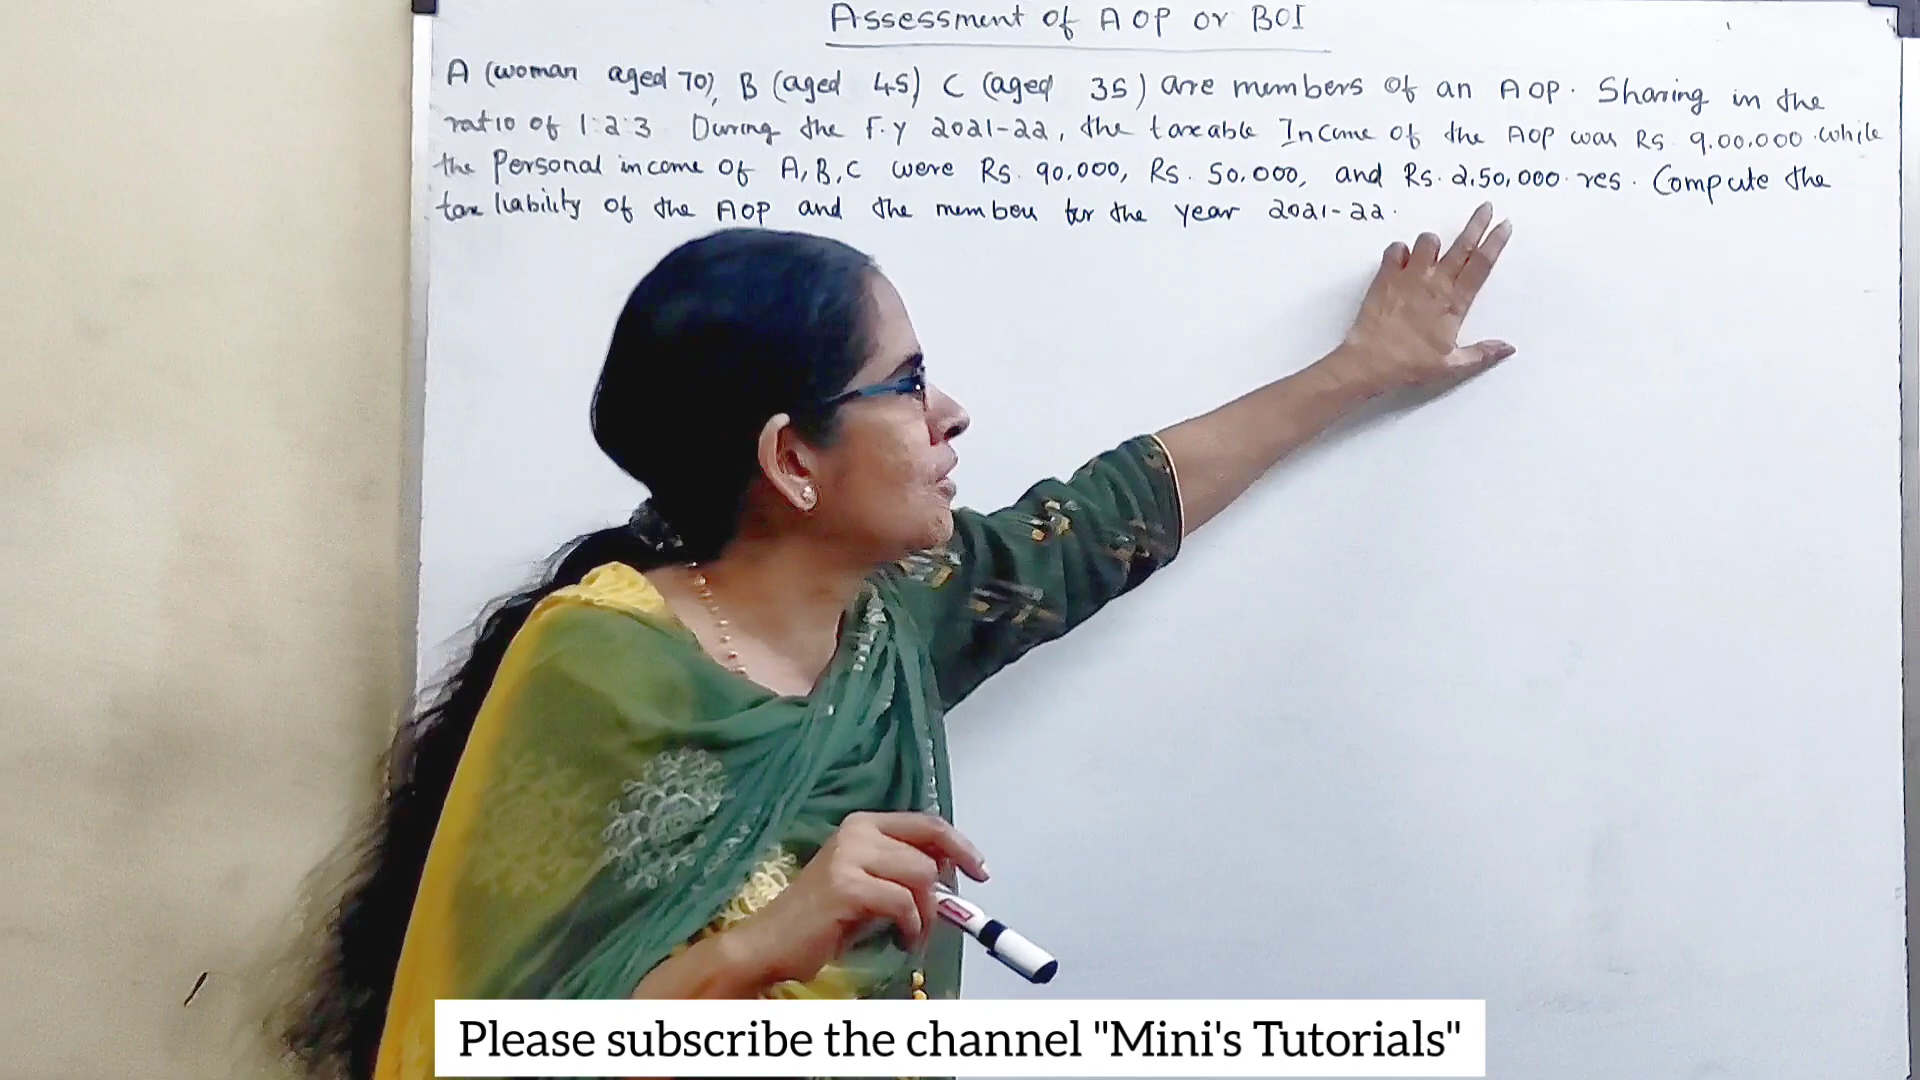 Assessment of AOP or BOI
A (woman aged 70), B (aged 45) C (aged 35) are members of an AOP. Sharing in the
ratio of 1:2:3 During the F.Y 2021-22, the taxable Income of the AOP was Rs. 9,00,000. while
the Personal income of A, B, C were Rs. 90,000, Rs. 50,000, and Rs. 2,50,000. res. Compute the
tax liability of the AOP and the members for the year 2021-22.
Please subscribe the channel "Mini's Tutorials"